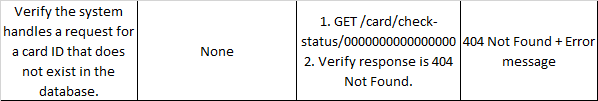 Verify the system
handles a request for
a card ID that does
not exist in the
database.
None
1. GET /card/check-
status/0000000000000000
2. Verify response is 404
Not Found.
404 Not Found + Error
message